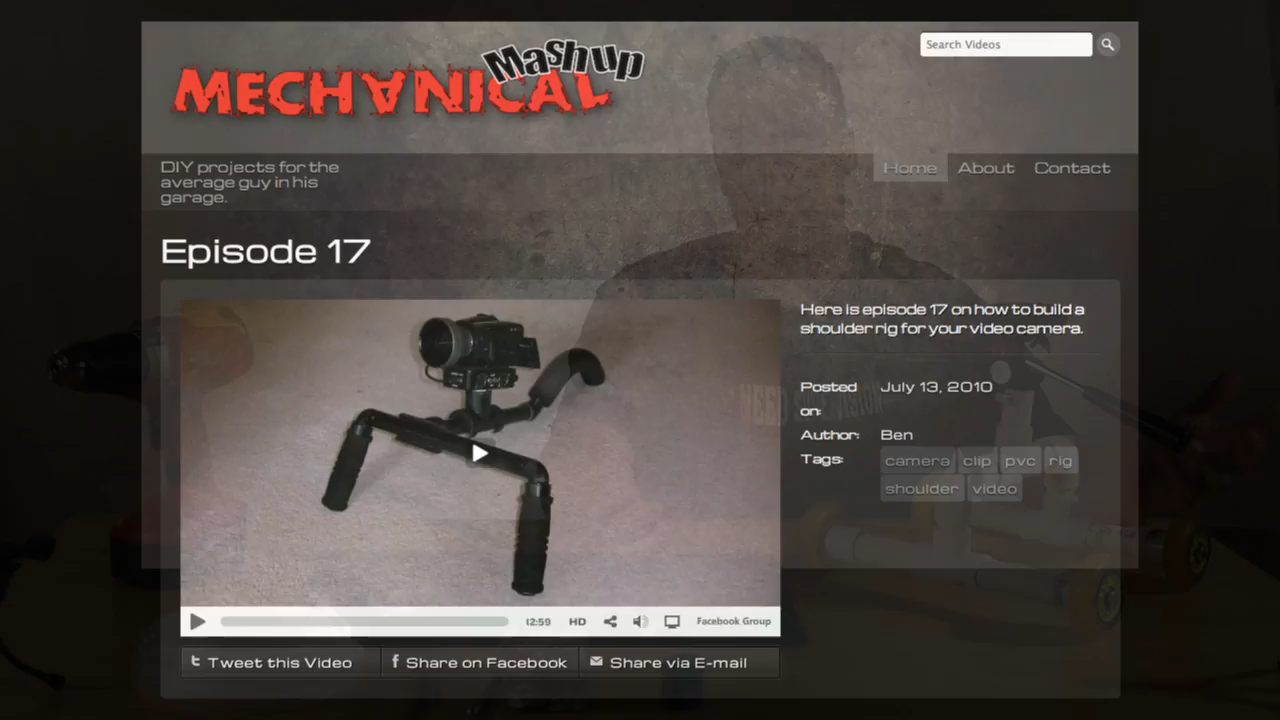 Mashup
MECHANICAL
Search Videos
DIY projects for the
average guy in his
garage.
Home About Contact
Episode 17
Here is episode 17 on how to build a
shoulder rig for your video camera.
Posted on: July 13, 2010
Author: Ben
Tags: camera clip pvc rig
shoulder video
12:59 HD Facebook Group
Tweet this Video Share on Facebook Share via E-mail